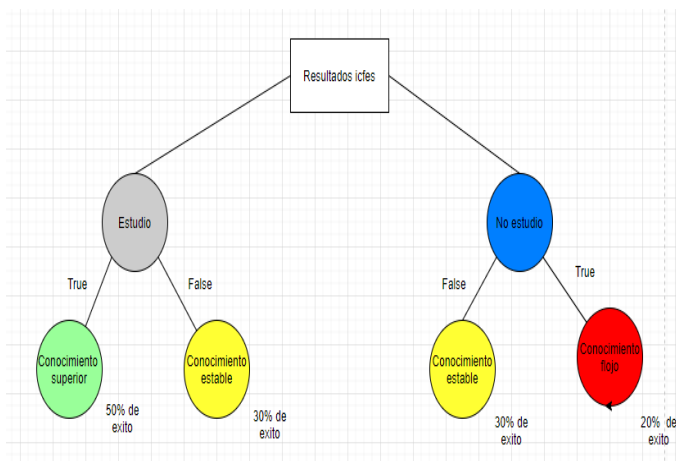 Resultados icfes
Estudio
No estudio
True
False
False
True
Conocimiento
superior
Conocimiento
estable
Conocimiento
estable
Conocimiento
flojo
50% de
exito
30% de
exito
30% de
exito
20% de
exito